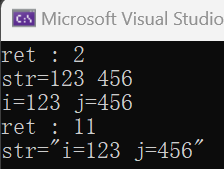 Microsoft Visual Studio
ret : 2
str=123 456
i=123 j=456
ret : 11
str="i=123 j=456"